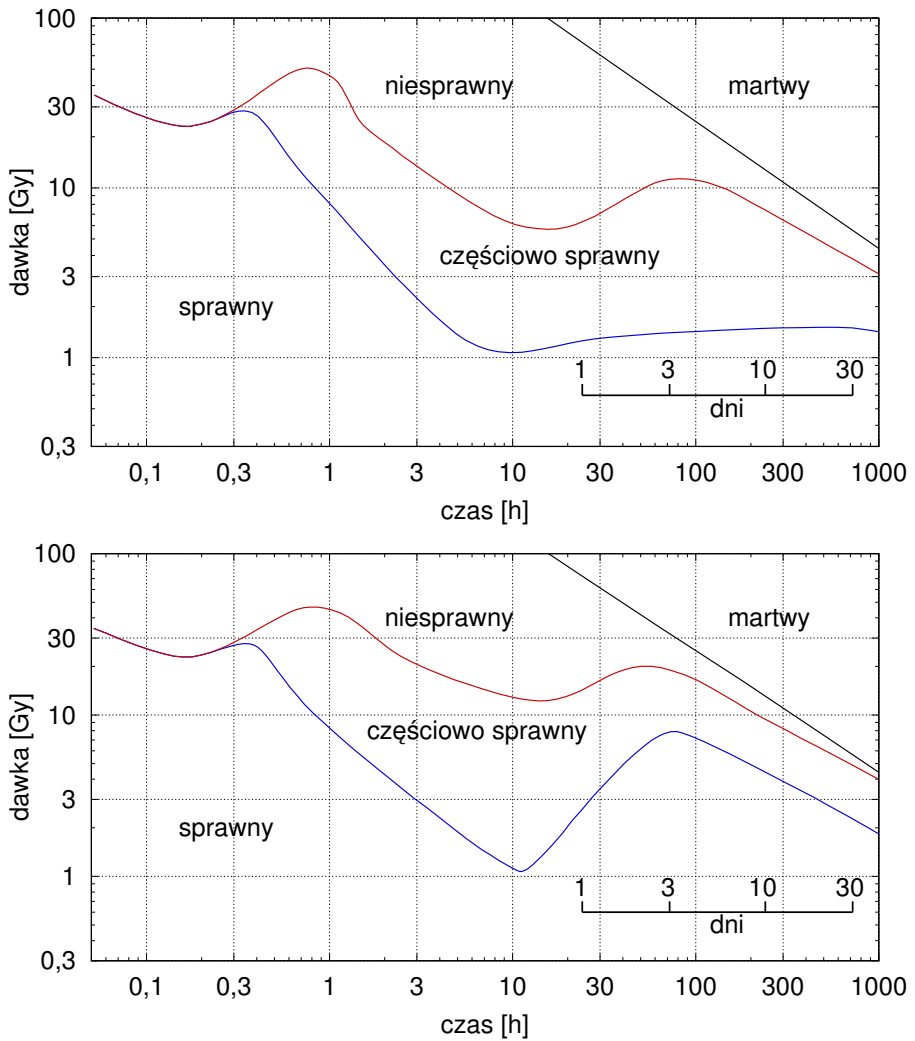 100
30
10
3
1
0,3
dawka [Gy]
niesprawny
martwy
częściowo sprawny
sprawny
1 3 10 30
dni
0,1 0,3 1 3 10 30 100 300 1000
czas [h]
100
30
10
3
1
0,3
dawka [Gy]
niesprawny
martwy
częściowo sprawny
sprawny
1 3 10 30
dni
0,1 0,3 1 3 10 30 100 300 1000
czas [h]